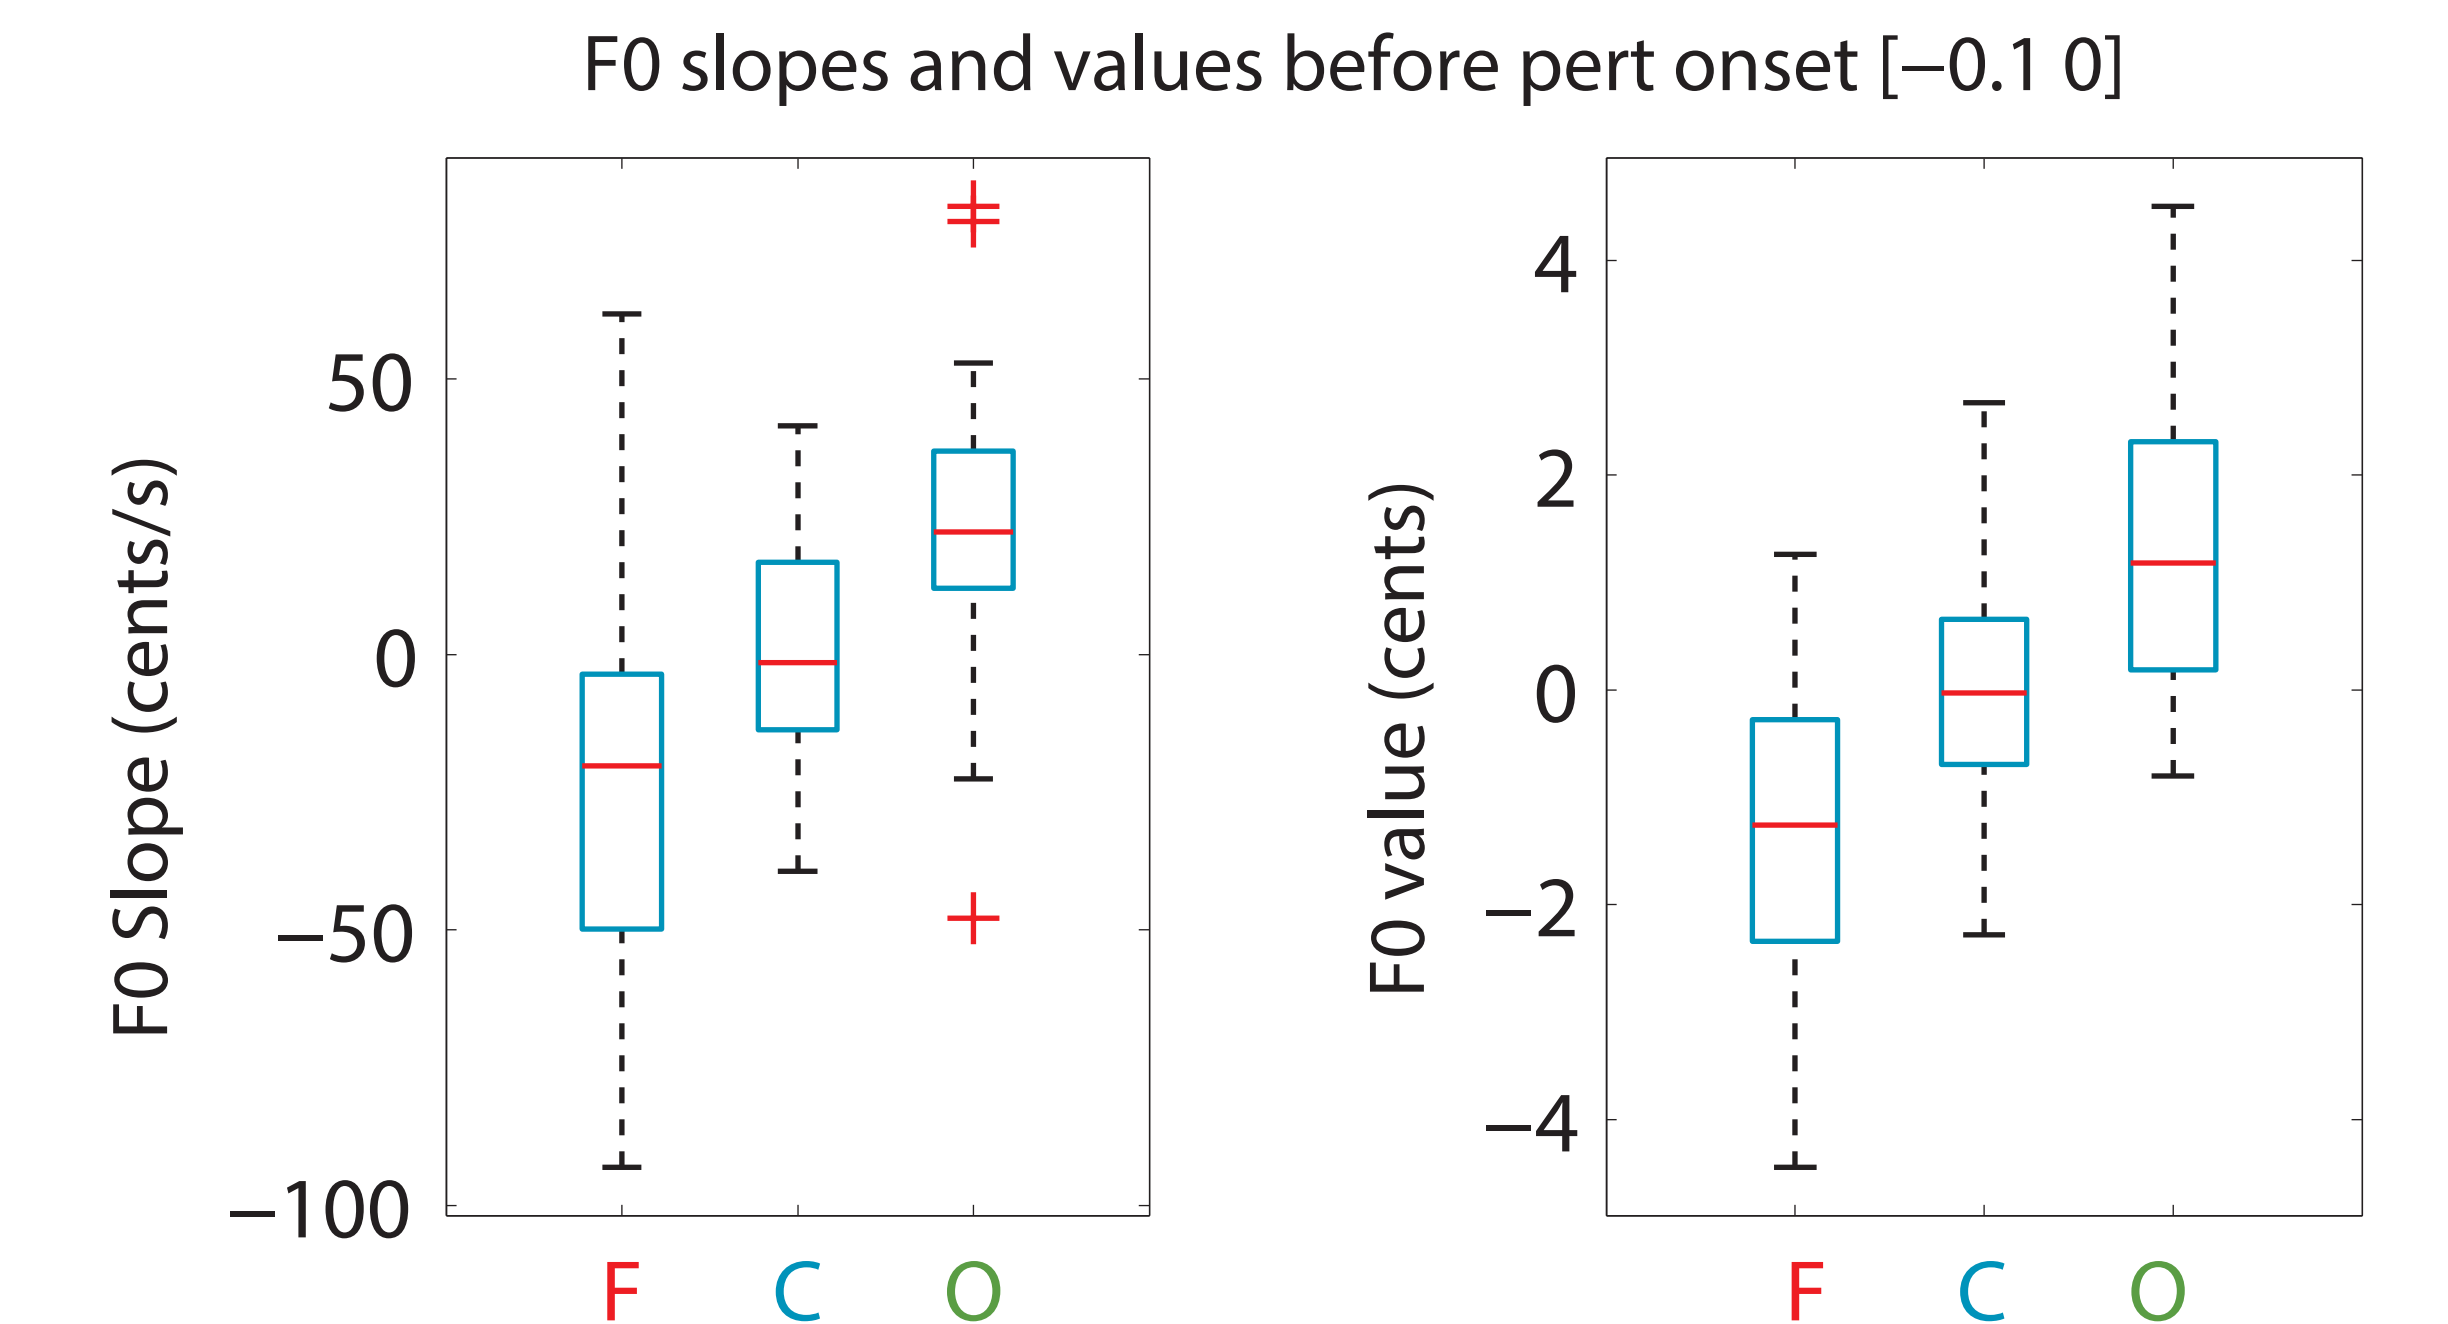 F0 slopes and values before pert onset [−0.1 0]
F0 Slope (cents/s)
50
0
−50
−100
F C O
F0 value (cents)
4
2
0
−2
−4
F C O